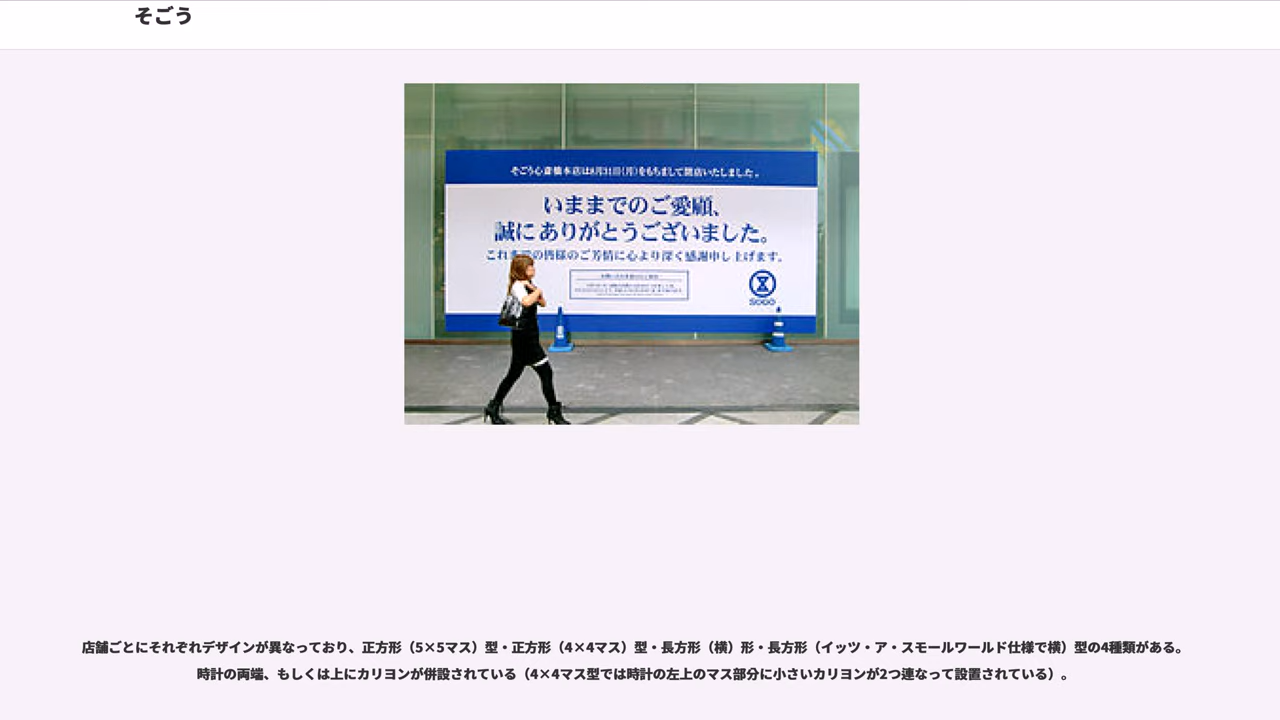 そごう
そごう心斎橋本店は8月31日(月)をもちまして閉店いたしました。
いままでのご愛顧、
誠にありがとうございました。
これまでの皆様のご芳情に心より深く感謝申し上げます。
SOGO
店舗ごとにそれぞれデザインが異なっており、正方形（5×5マス）型・正方形（4×4マス）型・長方形（横）形・長方形（イッツ・ア・スモールワールド仕様で横）型の4種類がある。
時計の両端、もしくは上にカリヨンが併設されている（4×4マス型では時計の左上のマス部分に小さいカリヨンが2つ連なって設置されている）。